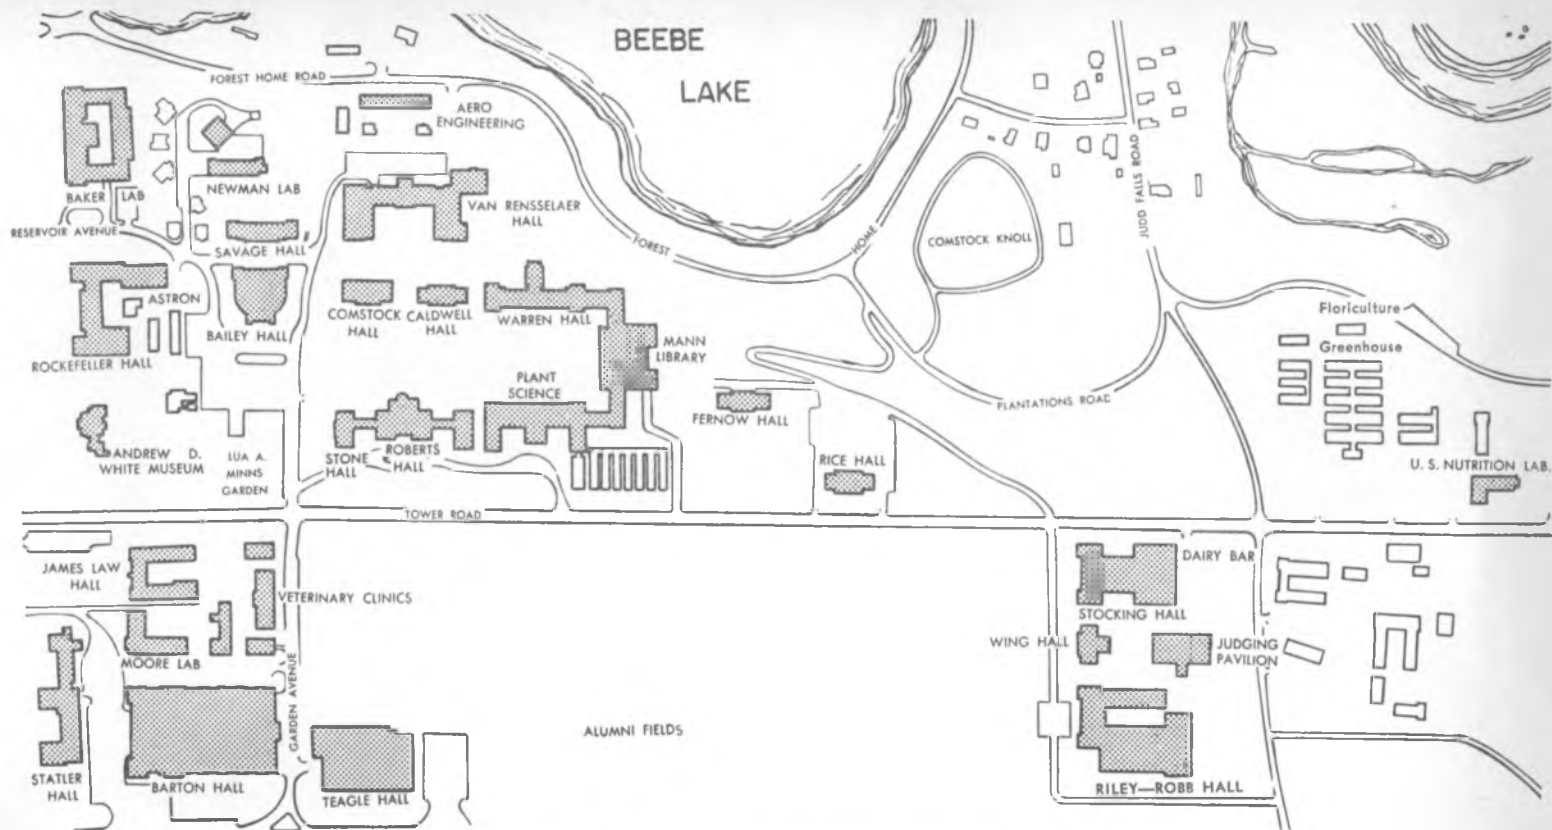 BEEBE
LAKE
FOREST HOME ROAD
AERO
ENGINEERING
BAKER LAB
NEWMAN LAB
VAN RENSSELAER
HALL
JUDD FALLS ROAD
RESERVOIR AVENUE
SAVAGE HALL
FOREST
HOME
COMSTOCK KNOLL
ASTRON
BAILEY HALL
COMSTOCK
HALL
CALDWELL
HALL
WARREN HALL
MANN
LIBRARY
Floriculture
Greenhouse
ROCKEFELLER HALL
PLANT
SCIENCE
PLANTATIONS ROAD
FERNOW HALL
ANDREW D.
WHITE MUSEUM
LUA A.
MINNS
GARDEN
STONE
HALL
ROBERTS
HALL
RICE HALL
U. S. NUTRITION LAB.
TOWER ROAD
JAMES LAW
HALL
VETERINARY CLINICS
DAIRY BAR
STOCKING HALL
WING HALL
JUDGING
PAVILION
MOORE LAB
GARDEN AVENUE
ALUMNI FIELDS
STATLER
HALL
BARTON HALL
TEAGLE HALL
RILEY—ROBB HALL